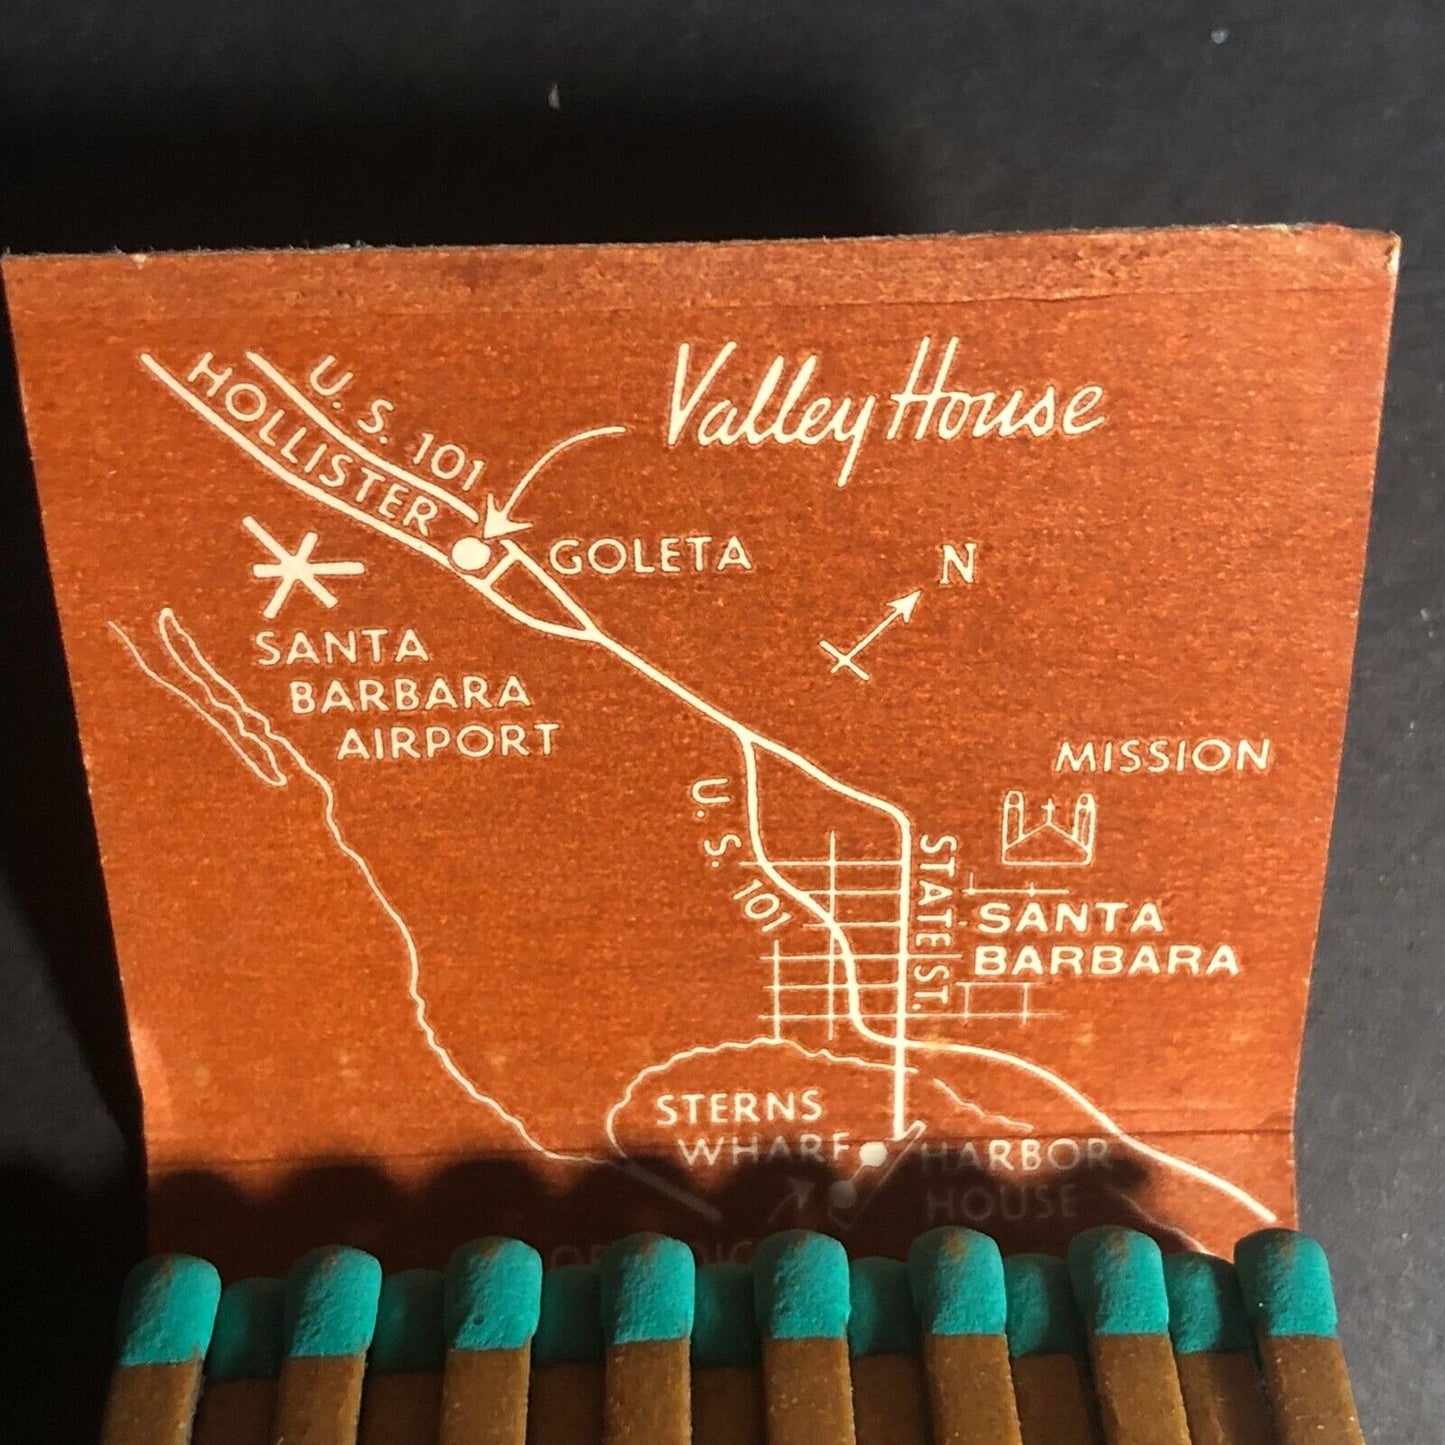 Valley House
U. S. 101
HOLLISTER
GOLETA
N
SANTA
BARBARA
AIRPORT
MISSION
U. S. 101
STATE ST.
SANTA
BARBARA
STERNS
WHARF
HARBOR
HOUSE